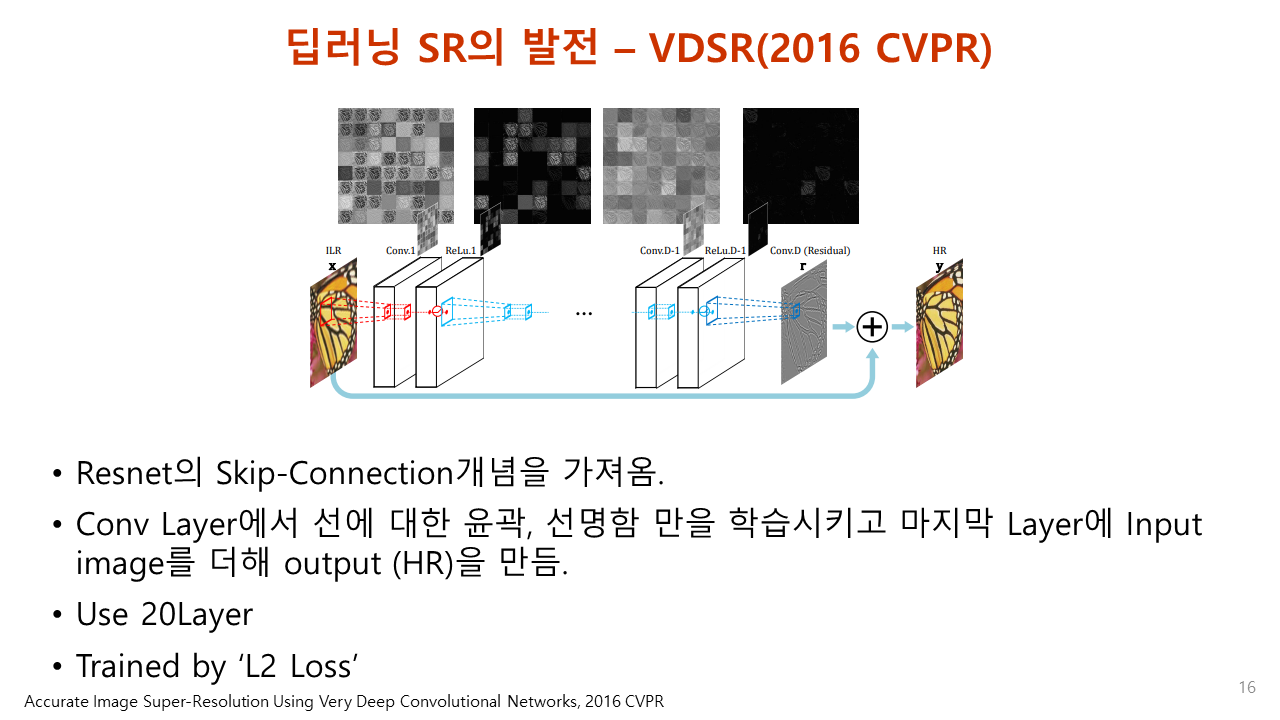 딥러닝 SR의 발전 – VDSR(2016 CVPR)
ILR
x
Conv.1
ReLu.1
...
Conv.D-1
ReLu.D-1
Conv.D (Residual)
r
HR
y
• Resnet의 Skip-Connection개념을 가져옴.
• Conv Layer에서 선에 대한 윤곽, 선명함 만을 학습시키고 마지막 Layer에 Input
image를 더해 output (HR)을 만듬.
• Use 20Layer
• Trained by ‘L2 Loss’
Accurate Image Super-Resolution Using Very Deep Convolutional Networks, 2016 CVPR
16